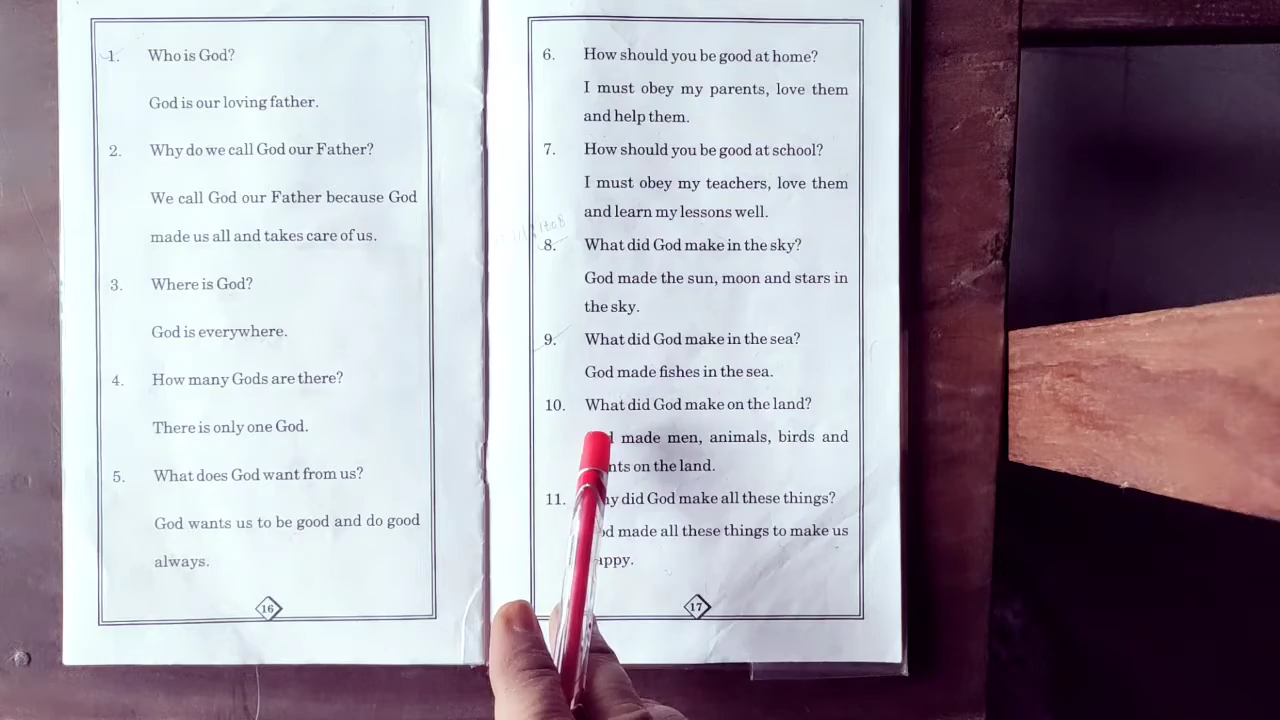 1. Who is God?
God is our loving father.
2. Why do we call God our Father?
We call God our Father because God
made us all and takes care of us.
3. Where is God?
God is everywhere.
4. How many Gods are there?
There is only one God.
5. What does God want from us?
God wants us to be good and do good
always.
16
6. How should you be good at home?
I must obey my parents, love them
and help them.
7. How should you be good at school?
I must obey my teachers, love them
and learn my lessons well.
1 to 8
8. What did God make in the sky?
God made the sun, moon and stars in
the sky.
9. What did God make in the sea?
God made fishes in the sea.
10. What did God make on the land?
made men, animals, birds and
on the land.
11. did God make all these things?
made all these things to make us
17